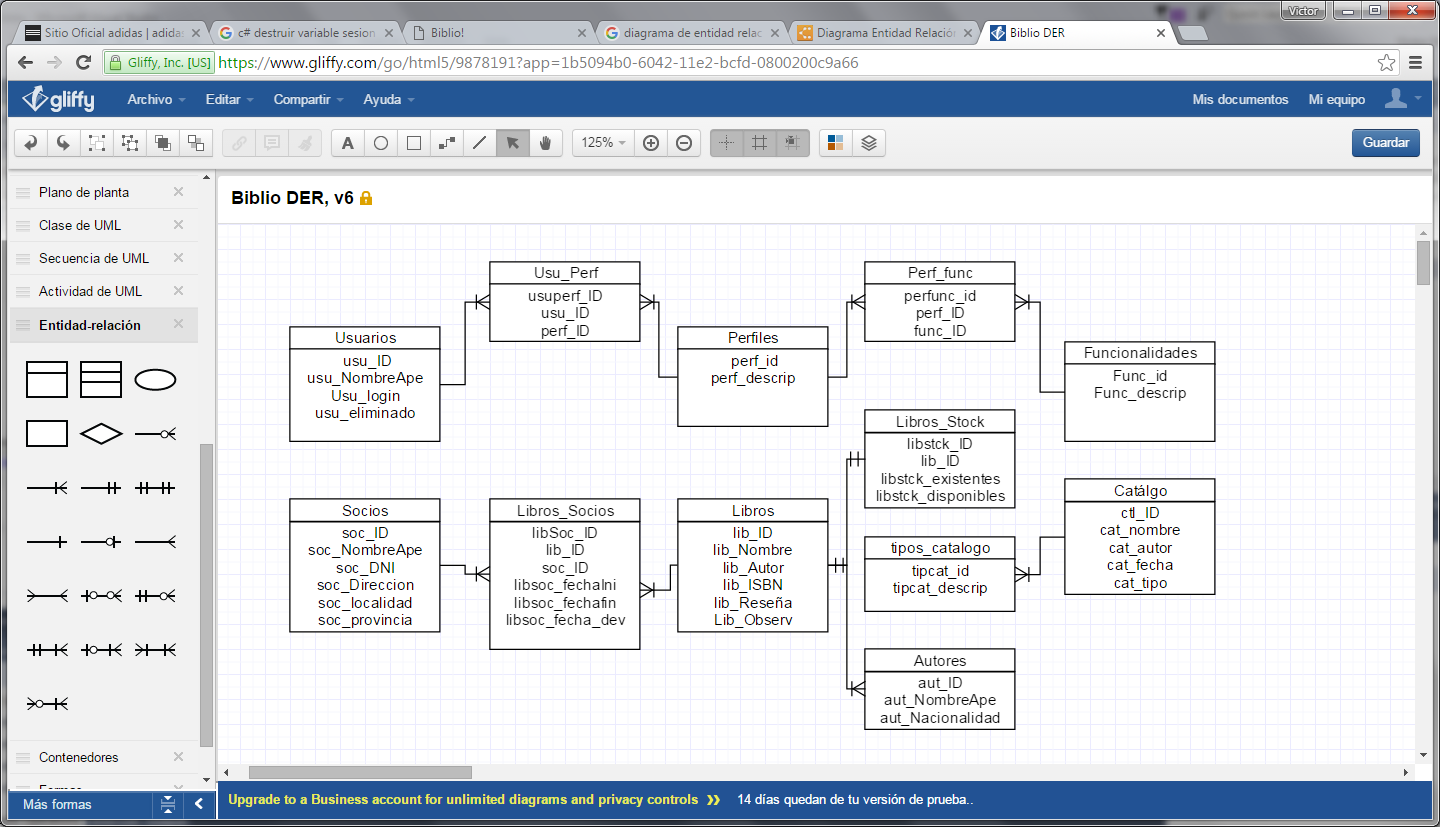 Victor
Sitio Oficial adidas | adidas
c# destruir variable sesion
Biblio!
diagrama de entidad relac
Diagrama Entidad Relación
Biblio DER
Gliffy, Inc. [US]
https://www.gliffy.com/go/html5/9878191?app=1b5094b0-6042-11e2-bcfd-0800200c9a66
gliffy
Archivo
Editar
Compartir
Ayuda
Mis documentos
Mi equipo
A
125%
Guardar
Plano de planta
Clase de UML
Secuencia de UML
Actividad de UML
Entidad-relación
Contenedores
Más formas
Biblio DER, v6
Usu_Perf
usuperf_ID
usu_ID
perf_ID
Perf_func
perfunc_id
perf_ID
func_ID
Usuarios
usu_ID
usu_NombreApe
Usu_login
usu_eliminado
Perfiles
perf_id
perf_descrip
Funcionalidades
Func_id
Func_descrip
Libros_Stock
libstck_ID
lib_ID
libstck_existentes
libstck_disponibles
Socios
soc_ID
soc_NombreApe
soc_DNI
soc_Direccion
soc_localidad
soc_provincia
Libros_Socios
libSoc_ID
lib_ID
soc_ID
libsoc_fechaIni
libsoc_fechafin
libsoc_fecha_dev
Libros
lib_ID
lib_Nombre
lib_Autor
lib_ISBN
lib_Reseña
Lib_Observ
tipos_catalogo
tipcat_id
tipcat_descrip
Catálgo
ctl_ID
cat_nombre
cat_autor
cat_fecha
cat_tipo
Autores
aut_ID
aut_NombreApe
aut_Nacionalidad
Upgrade to a Business account for unlimited diagrams and privacy controls »
14 días quedan de tu versión de prueba..